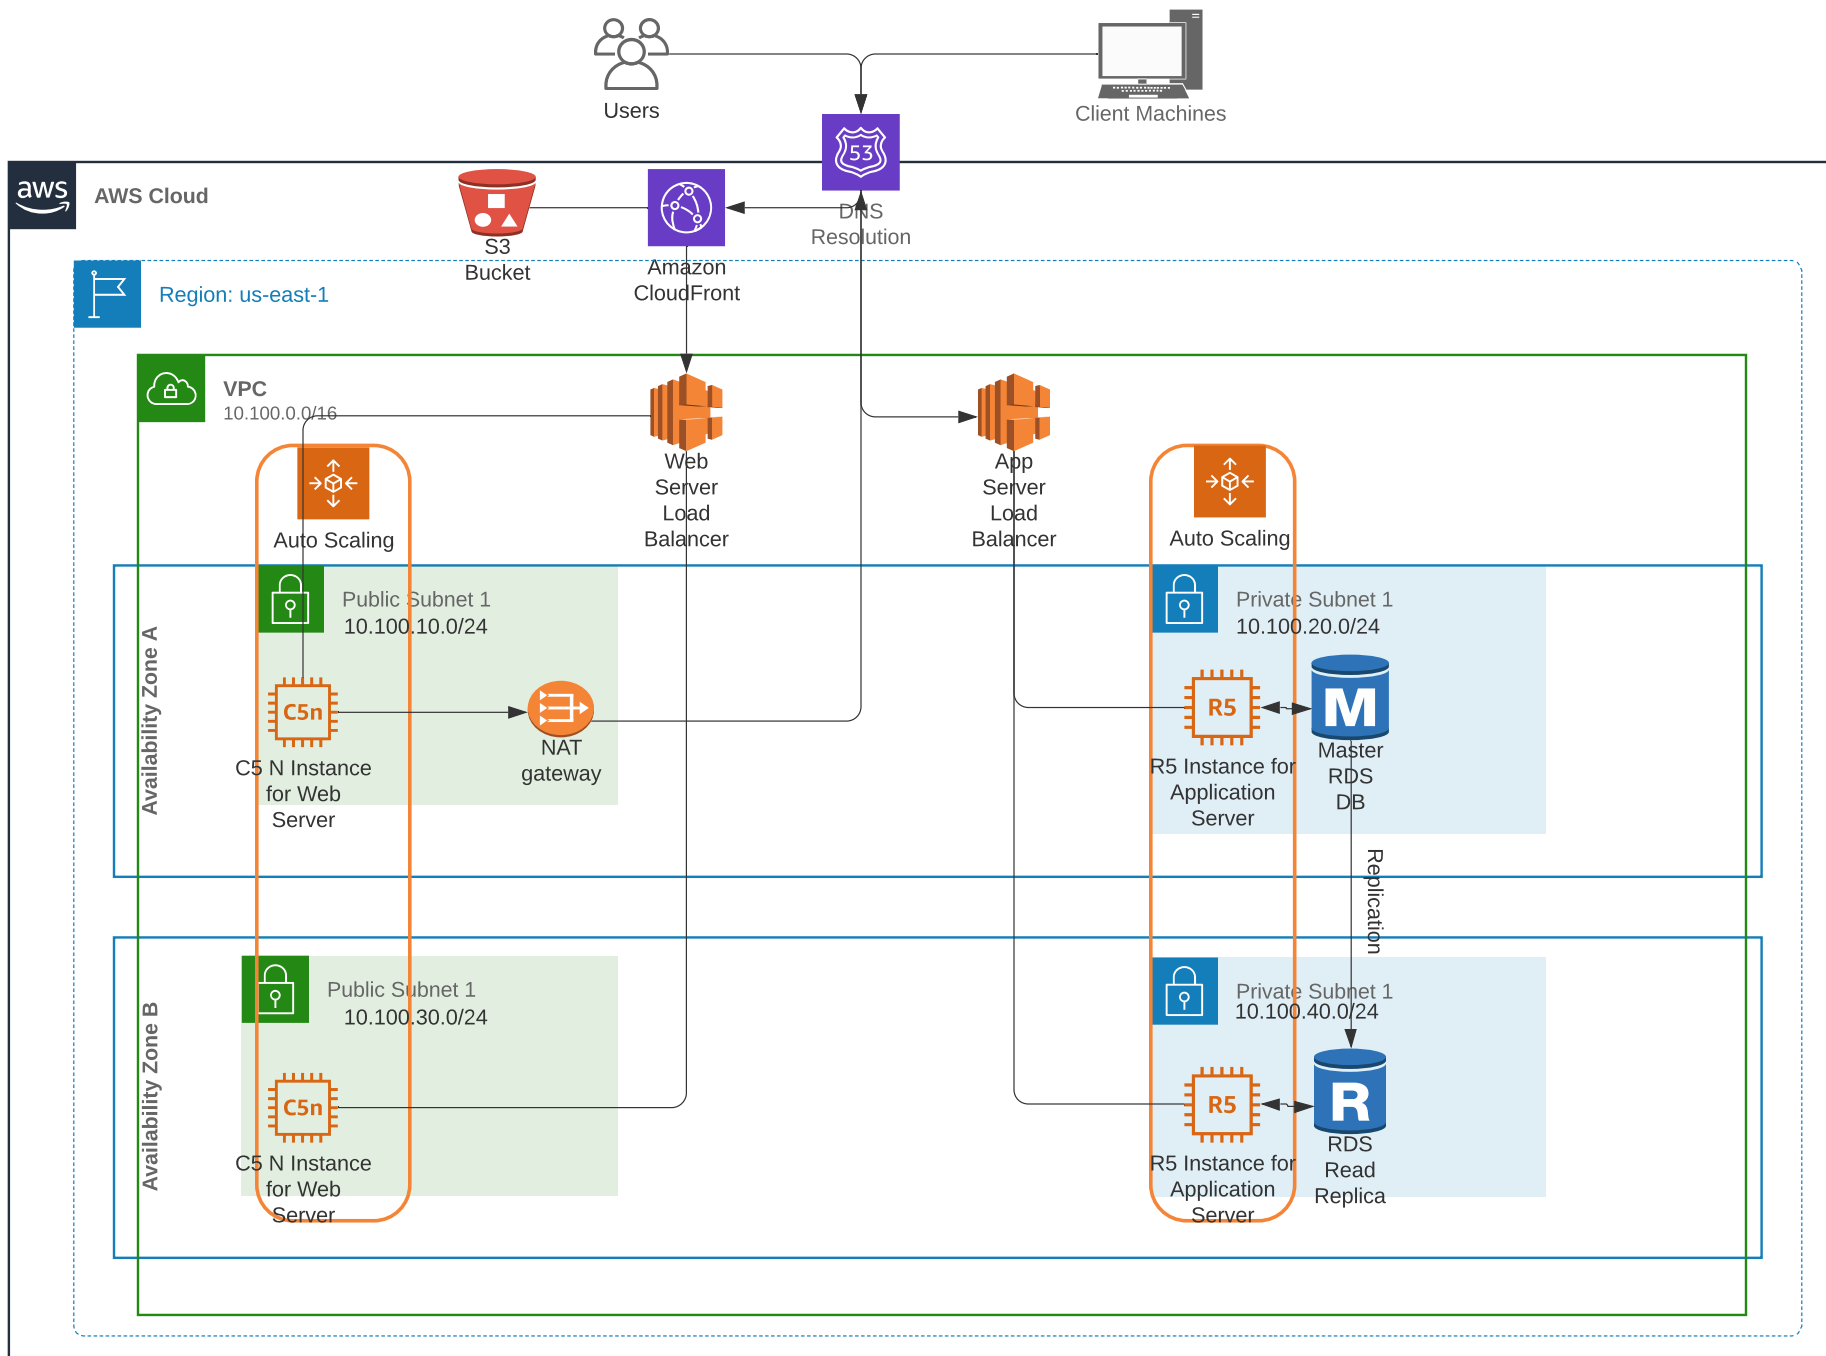 Users
Client Machines
53
aws
AWS Cloud
DNS
Resolution
S3
Bucket
Amazon
CloudFront
Region: us-east-1
VPC
10.100.0.0/16
Web
Server
Load
Balancer
App
Server
Load
Balancer
Auto Scaling
Auto Scaling
Availability Zone A
Public Subnet 1
10.100.10.0/24
Private Subnet 1
10.100.20.0/24
C5n
C5 N Instance
for Web
Server
NAT
gateway
R5
R5 Instance for
Application
Server
M
Master
RDS
DB
Replication
Availability Zone B
Public Subnet 1
10.100.30.0/24
Private Subnet 1
10.100.40.0/24
C5n
C5 N Instance
for Web
Server
R5
R5 Instance for
Application
Server
R
RDS
Read
Replica